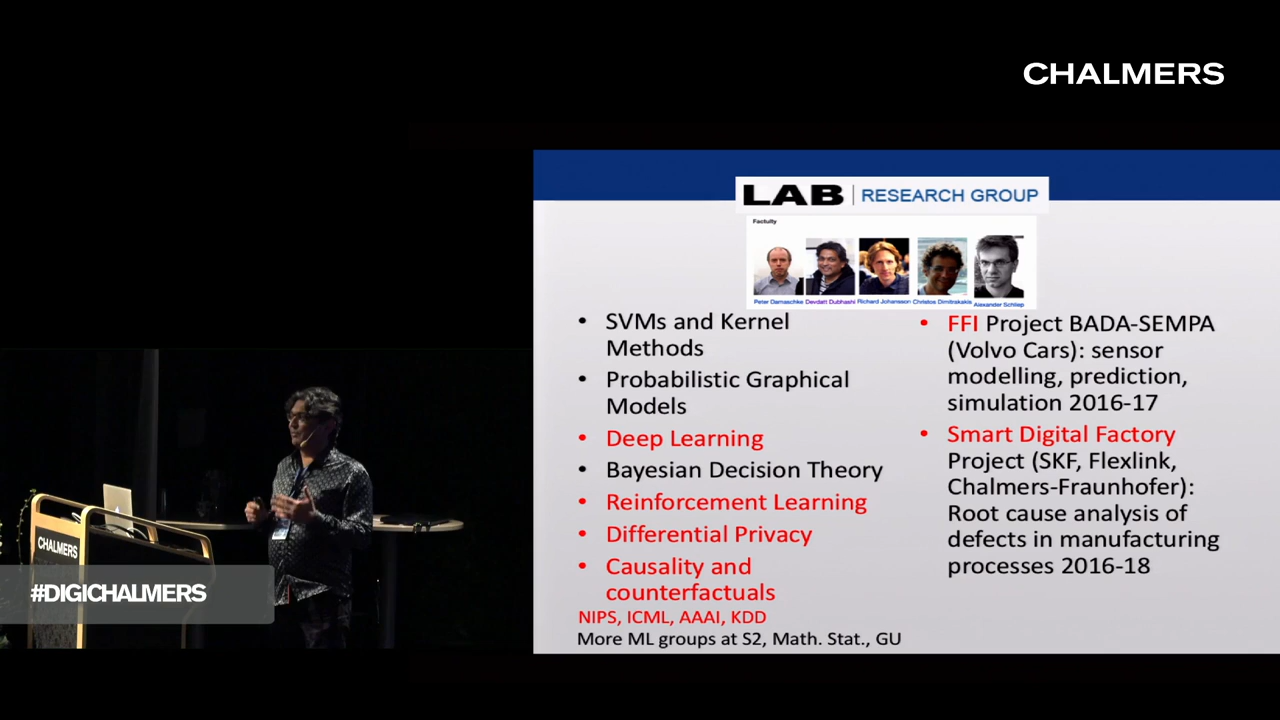 CHALMERS
LAB | RESEARCH GROUP
Factulty
Peter Damaschke Devdatt Dubhashi Richard Johansson Christos Dimitrakakis Alexander Schliep
• SVMs and Kernel
Methods
• Probabilistic Graphical
Models
• Deep Learning
• Bayesian Decision Theory
• Reinforcement Learning
• Differential Privacy
• Causality and
counterfactuals
NIPS, ICML, AAAI, KDD
More ML groups at S2, Math. Stat., GU
• FFI Project BADA-SEMPA
(Volvo Cars): sensor
modelling, prediction,
simulation 2016-17
• Smart Digital Factory
Project (SKF, Flexlink,
Chalmers-Fraunhofer):
Root cause analysis of
defects in manufacturing
processes 2016-18
CHALMERS
#DIGICHALMERS